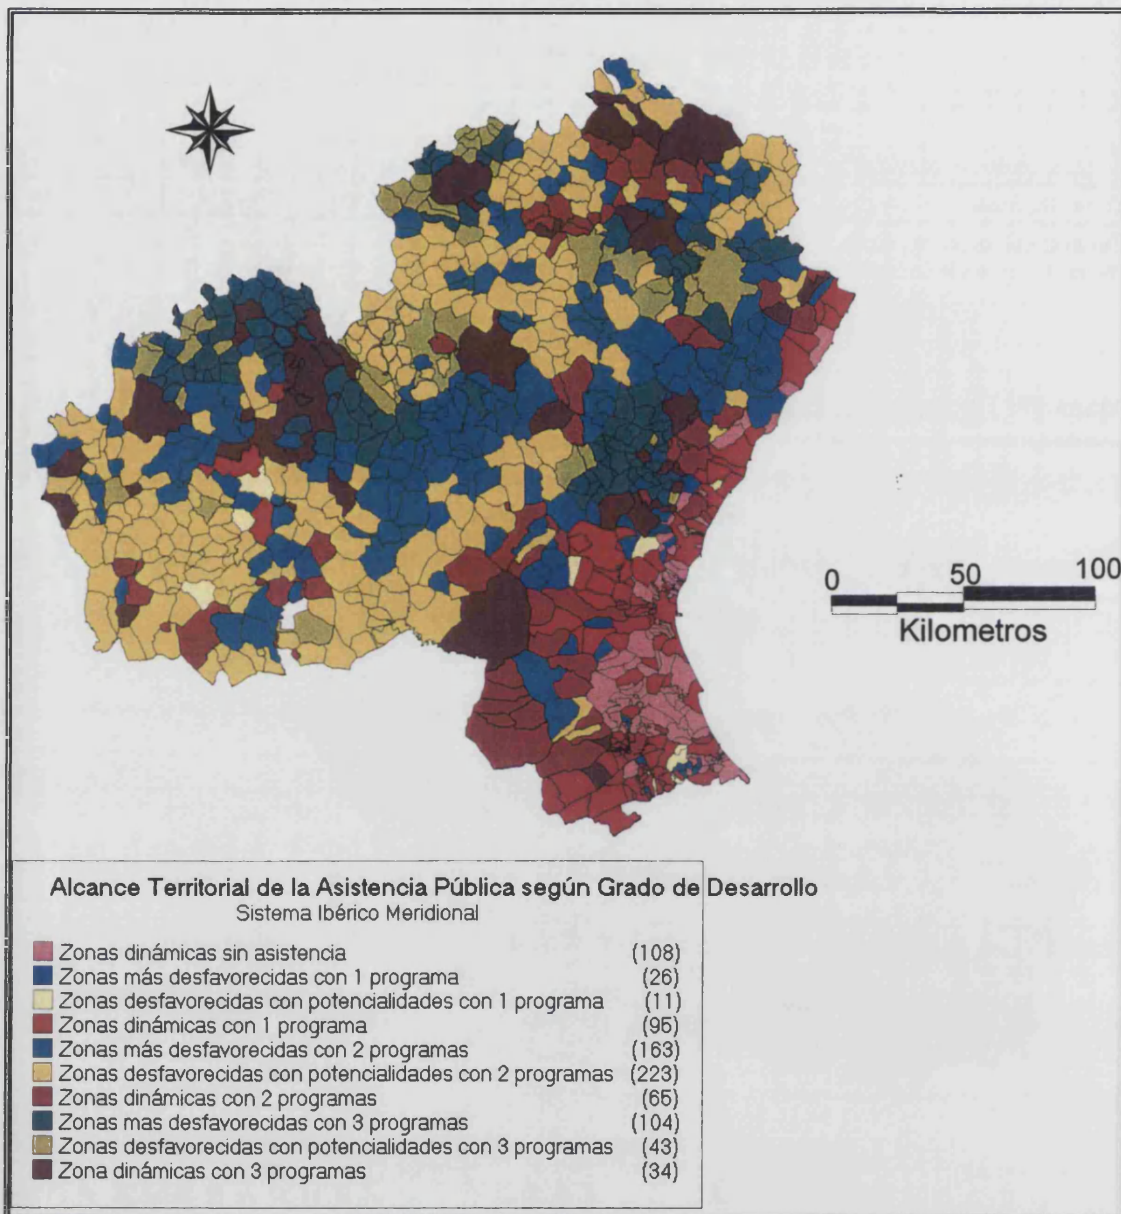 0 50 100
Kilometros
Alcance Territorial de la Asistencia Pública según Grado de Desarrollo
Sistema Ibérico Meridional
Zonas dinámicas sin asistencia (108)
Zonas más desfavorecidas con 1 programa (26)
Zonas desfavorecidas con potencialidades con 1 programa (11)
Zonas dinámicas con 1 programa (95)
Zonas más desfavorecidas con 2 programas (163)
Zonas desfavorecidas con potencialidades con 2 programas (223)
Zonas dinámicas con 2 programas (65)
Zonas mas desfavorecidas con 3 programas (104)
Zonas desfavorecidas con potencialidades con 3 programas (43)
Zona dinámicas con 3 programas (34)